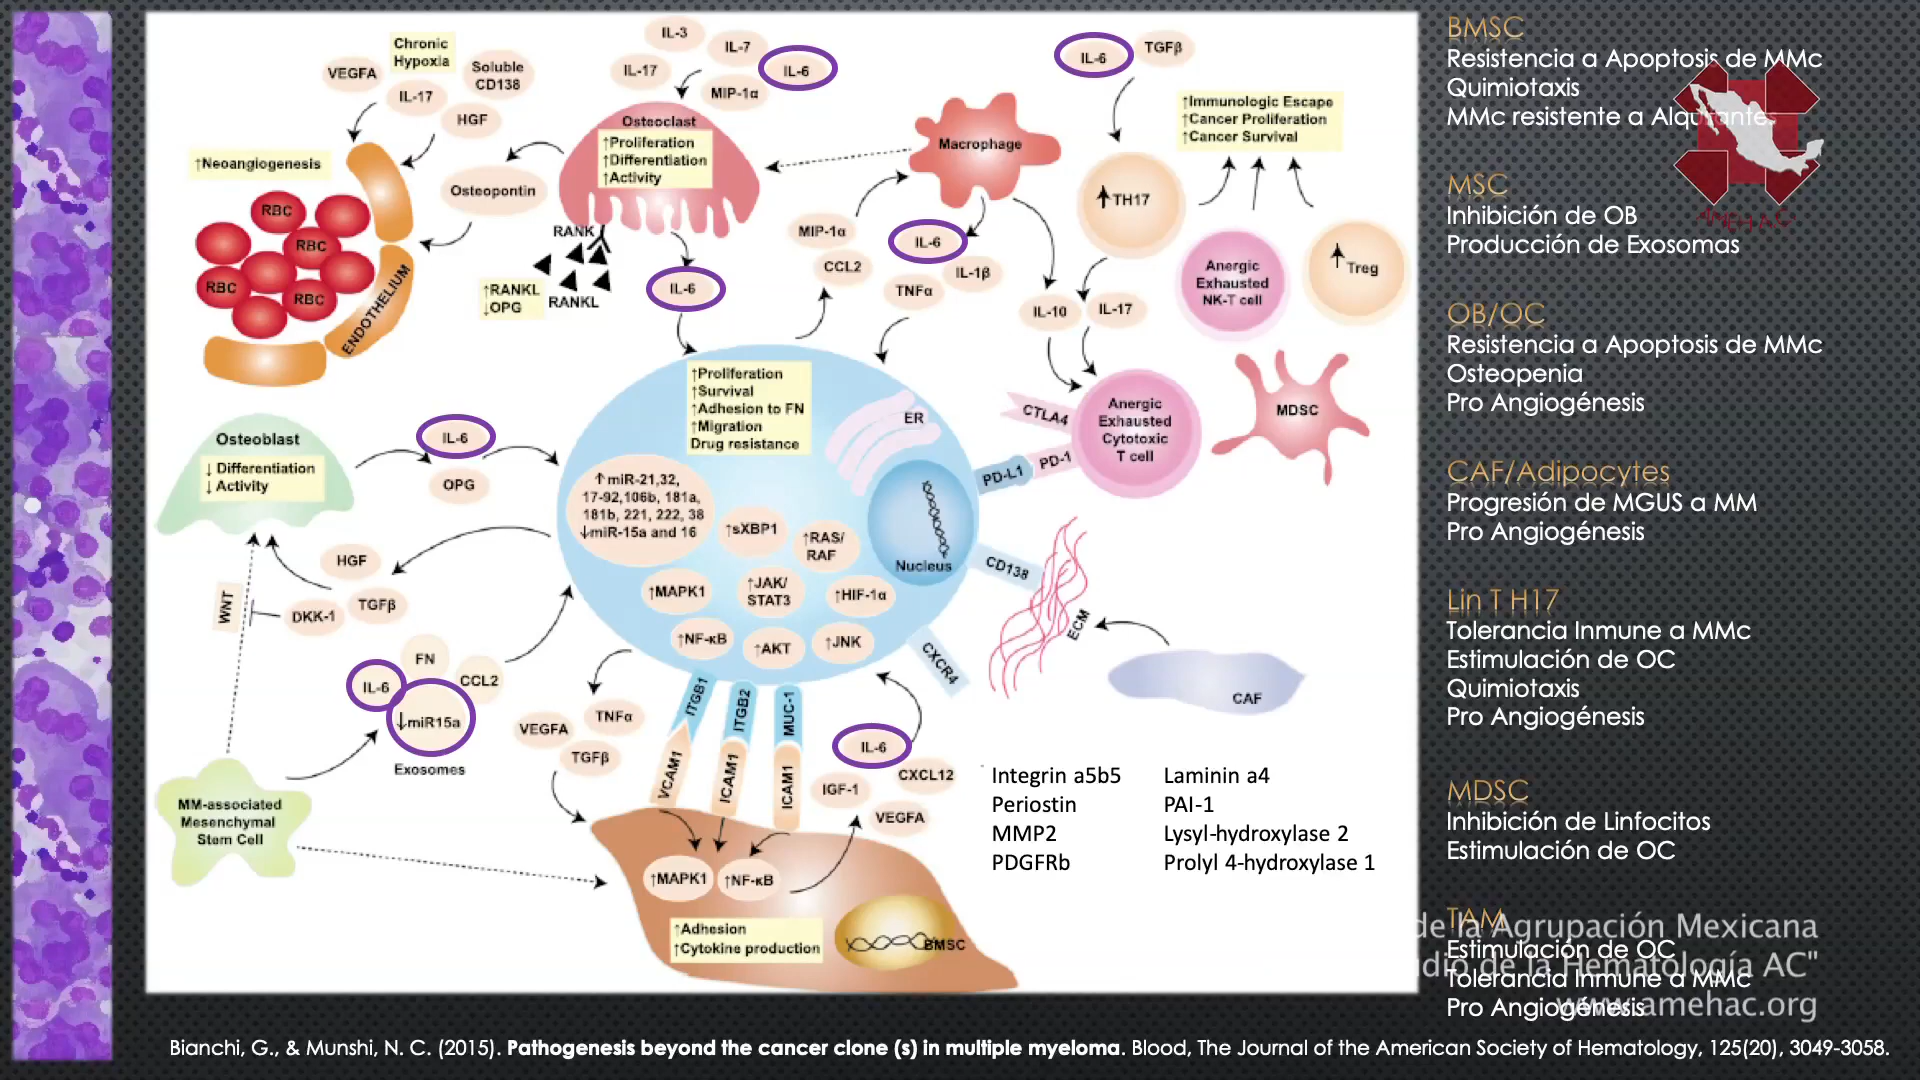 Chronic
Hypoxia
VEGFA
IL-17
Soluble
CD138
HGF
↑Neoangiogenesis
RBC
RBC
RBC
RBC
ENDOTHELIUM
Osteopontin
IL-3
IL-7
IL-17
IL-6
MIP-1α
Osteoclast
↑Proliferation
↑Differentiation
↑Activity
RANK
RANKL
↑RANKL
↓OPG
IL-6
Macrophage
MIP-1α
CCL2
IL-6
IL-1β
TNFα
IL-6
TGFβ
↑Immunologic Escape
↑Cancer Proliferation
↑Cancer Survival
↑TH17
IL-10
IL-17
Anergic
Exhausted
NK-T cell
↑Treg
CTLA4
Anergic
Exhausted
Cytotoxic
T cell
PD-L1
PD-1
MDSC
Osteoblast
↓ Differentiation
↓ Activity
IL-6
OPG
↑Proliferation
↑Survival
↑Adhesion to FN
↑Migration
Drug resistance
ER
↑miR-21,32,
17-92,106b, 181a,
181b, 221, 222, 38
↓miR-15a and 16
↑sXBP1
↑RAS/
RAF
Nucleus
↑MAPK1
↑JAK/
STAT3
↑HIF-1α
↑NF-κB
↑AKT
↑JNK
CD138
ECM
CXCR4
CAF
HGF
TGFβ
DKK-1
WNT
FN
IL-6
CCL2
↓miR15a
Exosomes
MM-associated
Mesenchymal
Stem Cell
VEGFA
TNFα
TGFβ
ITGB1
ITGB2
MUC-1
VCAM1
ICAM1
ICAM1
IL-6
IGF-1
CXCL12
VEGFA
↑MAPK1
↑NF-κB
↑Adhesion
↑Cytokine production
BMSC
Integrin a5b5
Periostin
MMP2
PDGFRb
Laminin a4
PAI-1
Lysyl-hydroxylase 2
Prolyl 4-hydroxylase 1
BMSC
Resistencia a Apoptosis de MMc
Quimiotaxis
MMc resistente a Alquilantes
AMEHAC
MSC
Inhibición de OB
Producción de Exosomas
OB/OC
Resistencia a Apoptosis de MMc
Osteopenia
Pro Angiogénesis
CAF/Adipocytes
Progresión de MGUS a MM
Pro Angiogénesis
Lin T H17
Tolerancia Inmune a MMc
Estimulación de OC
Quimiotaxis
Pro Angiogénesis
MDSC
Inhibición de Linfocitos
Estimulación de OC
TAM
de la Agrupación Mexicana
Estimulación de OC
dio de la Hematología AC"
Tolerancia Inmune a MMc
Pro Angiogénesis
www.amehac.org
Bianchi, G., & Munshi, N. C. (2015). Pathogenesis beyond the cancer clone (s) in multiple myeloma. Blood, The Journal of the American Society of Hematology, 125(20), 3049-3058.